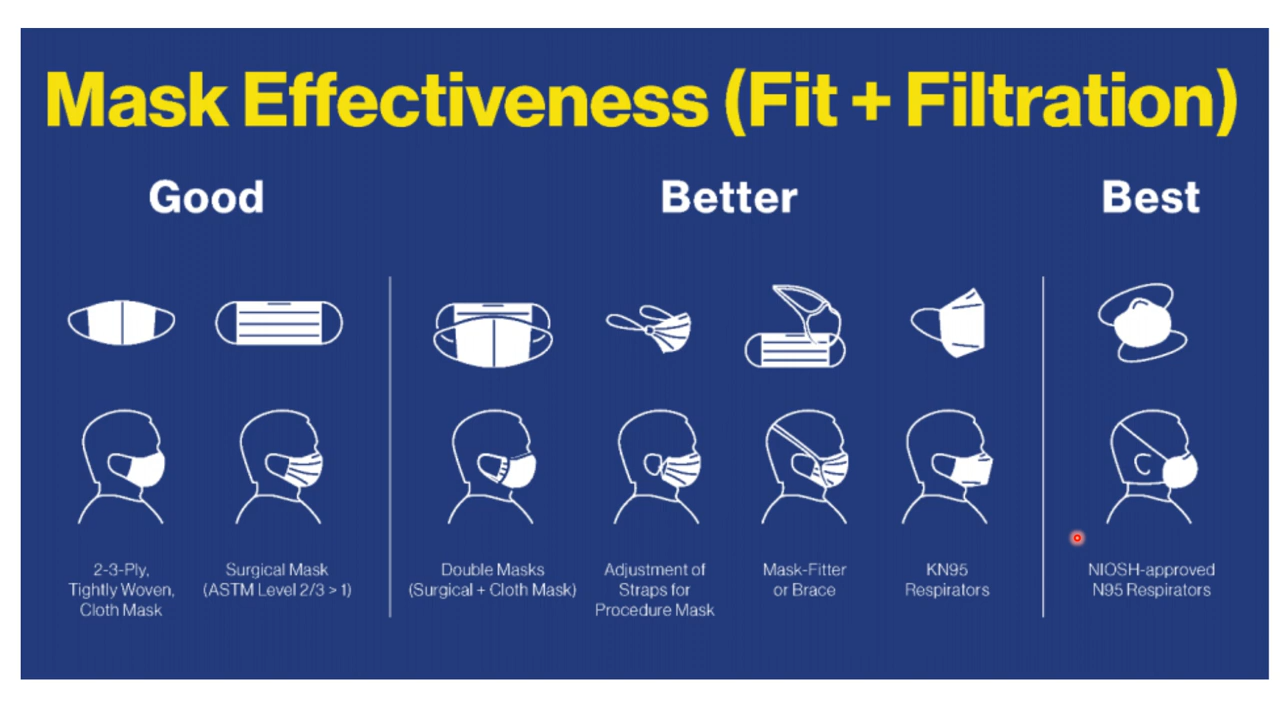 Mask Effectiveness (Fit + Filtration)
Good
Better
Best
2-3-Ply,
Tightly Woven,
Cloth Mask
Surgical Mask
(ASTM Level 2/3 > 1)
Double Masks
(Surgical + Cloth Mask)
Adjustment of
Straps for
Procedure Mask
Mask-Fitter
or Brace
KN95
Respirators
NIOSH-approved
N95 Respirators